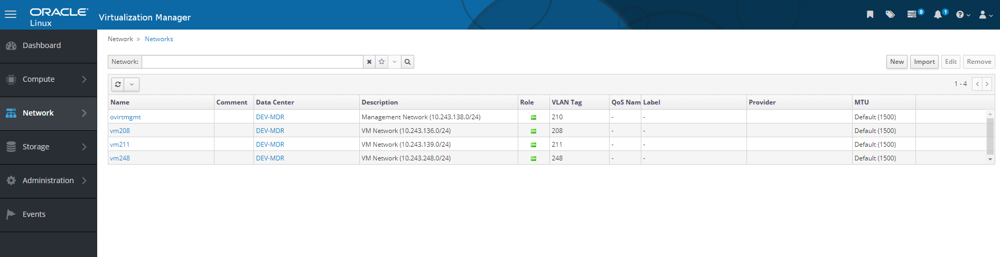 ORACLE
Linux
Virtualization Manager
0
1
Dashboard
Compute
Network
Storage
Administration
Events
Network » Networks
Network:
New Import Edit Remove
1 - 4
Name Comment Data Center Description Role VLAN Tag QoS Nam Label Provider MTU
ovirtmgmt DEV-MDR Management Network (10.243.138.0/24) vm 210 - - Default (1500)
vm208 DEV-MDR VM Network (10.243.136.0/24) vm 208 - - Default (1500)
vm211 DEV-MDR VM Network (10.243.139.0/24) vm 211 - - Default (1500)
vm248 DEV-MDR VM Network (10.243.248.0/24) vm 248 - - Default (1500)